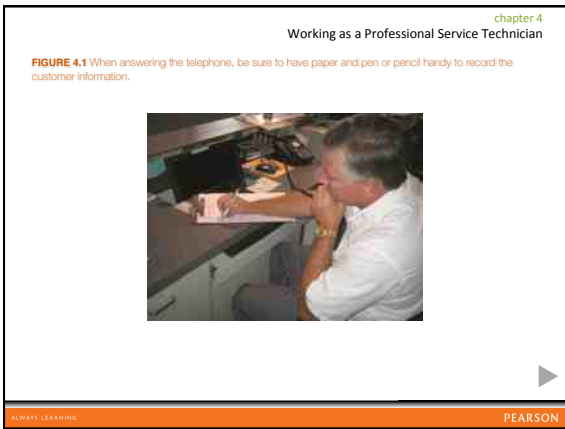 chapter 4
Working as a Professional Service Technician
FIGURE 4.1 When answering the telephone, be sure to have paper and pen or pencil handy to record the
customer information.
ALWAYS LEARNING
PEARSON